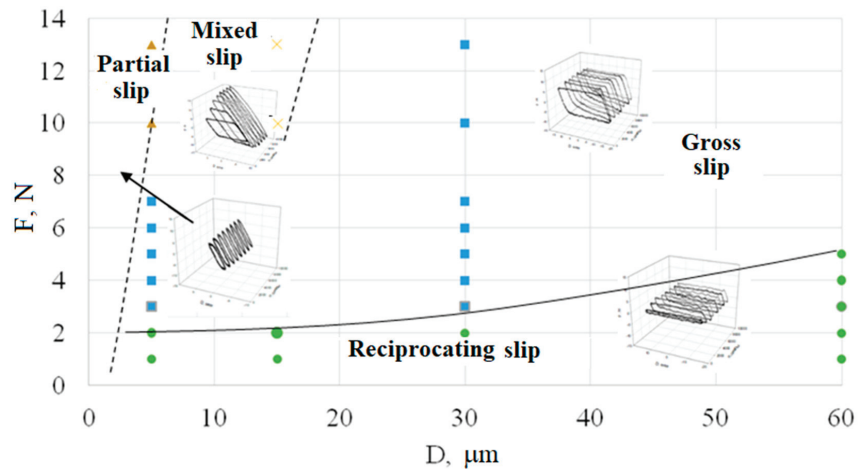 14
12
10
8
6
4
2
0
F, N
Partial
slip
Mixed
slip
Gross
slip
Reciprocating slip
0
10
20
30
40
50
60
D, μm